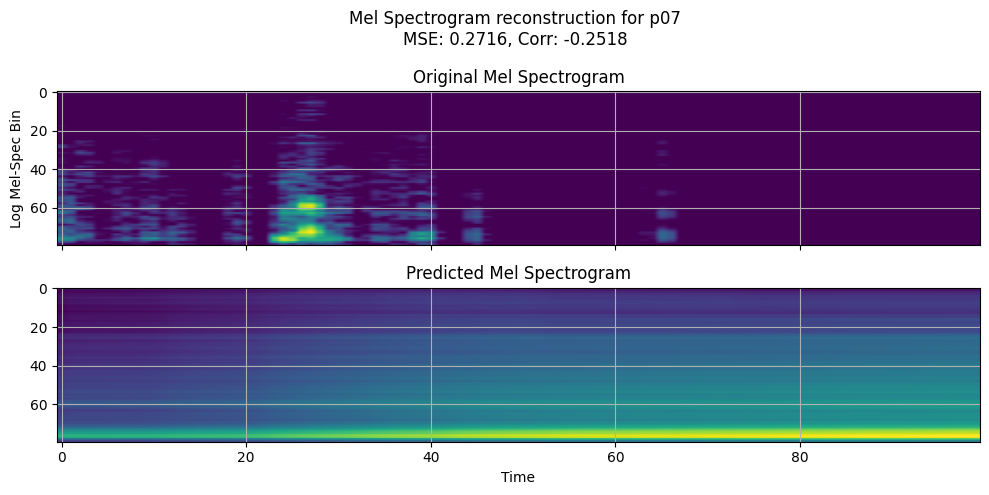 Mel Spectrogram reconstruction for p07
MSE: 0.2716, Corr: -0.2518
Original Mel Spectrogram
0
20
40
60
Log Mel-Spec Bin
Predicted Mel Spectrogram
0
20
40
60
0 20 40 60 80
Time